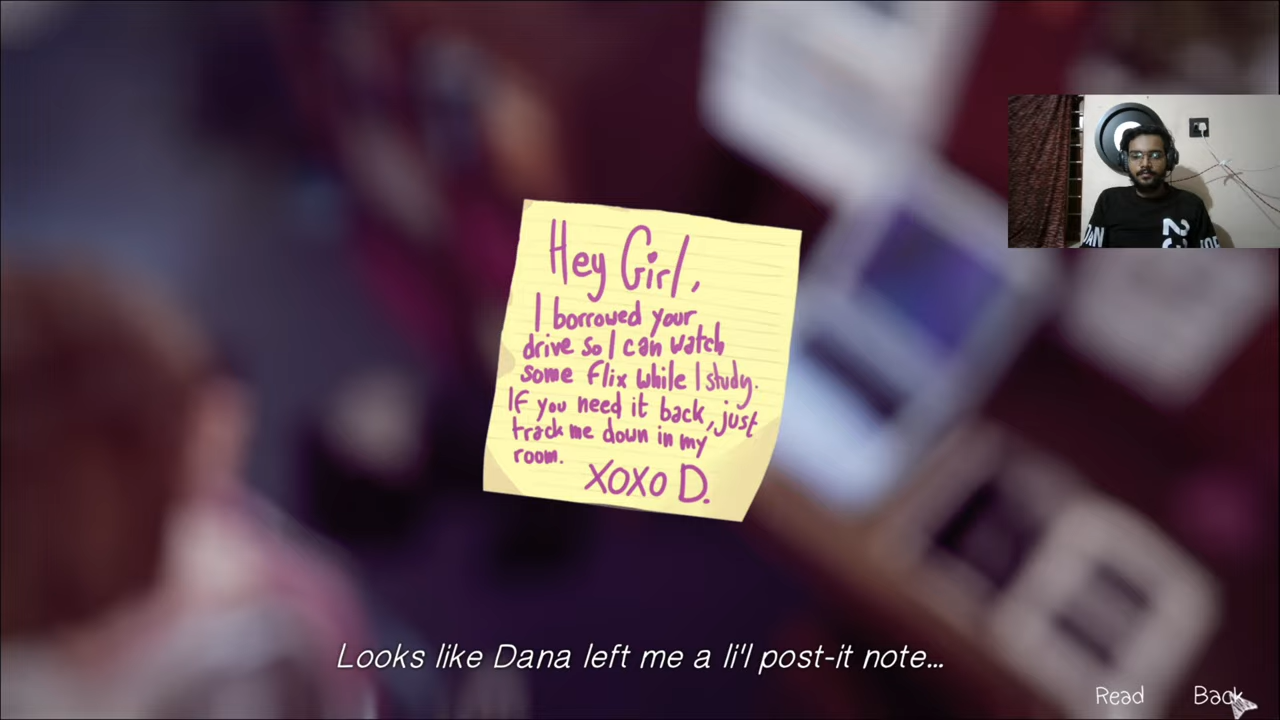 Hey Girl,
I borrowed your
drive so I can watch
some flix while I study.
If you need it back, just
track me down in my
room.
XOXO D.
Looks like Dana left me a li'l post-it note...
Read Back